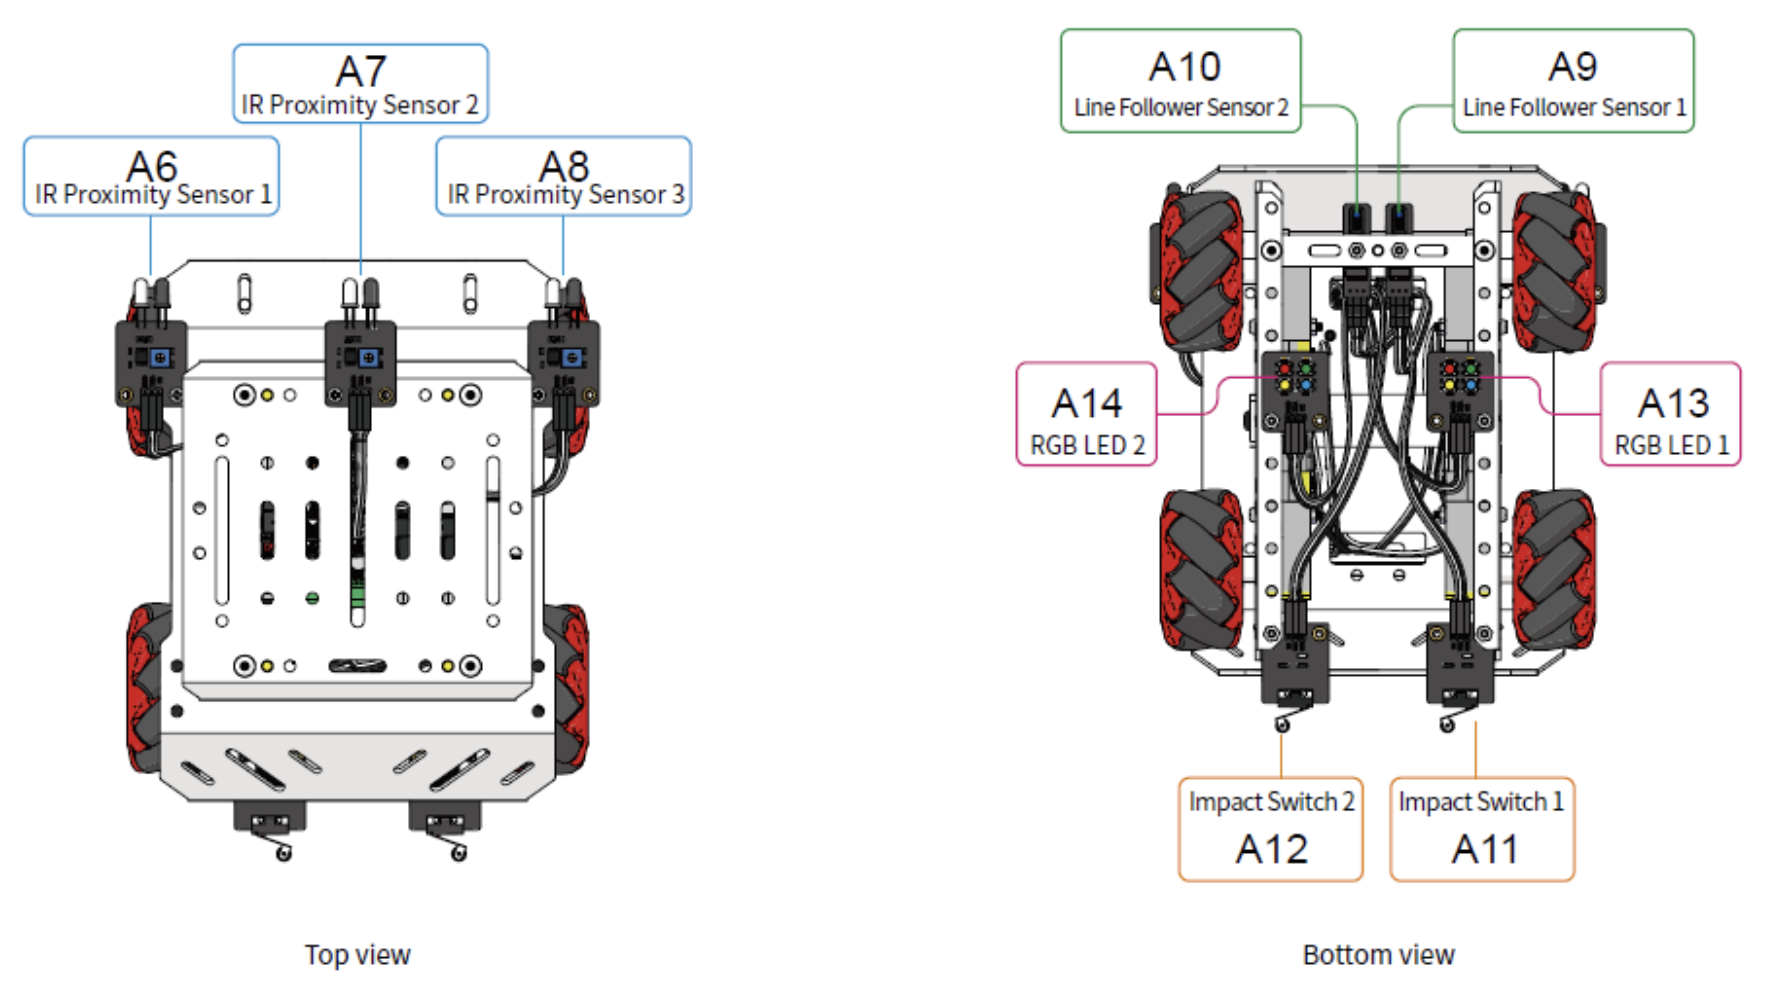 A7
IR Proximity Sensor 2
A6
IR Proximity Sensor 1
A8
IR Proximity Sensor 3
Top view
A10
Line Follower Sensor 2
A9
Line Follower Sensor 1
A14
RGB LED 2
A13
RGB LED 1
Impact Switch 2
A12
Impact Switch 1
A11
Bottom view